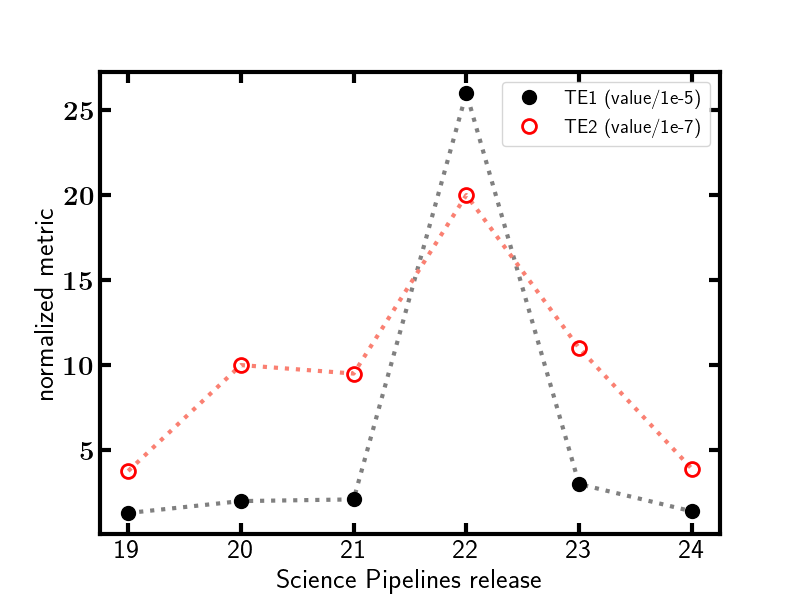 TE1 (value/1e-5)
TE2 (value/1e-7)
25
20
15
10
5
normalized metric
19 20 21 22 23 24
Science Pipelines release